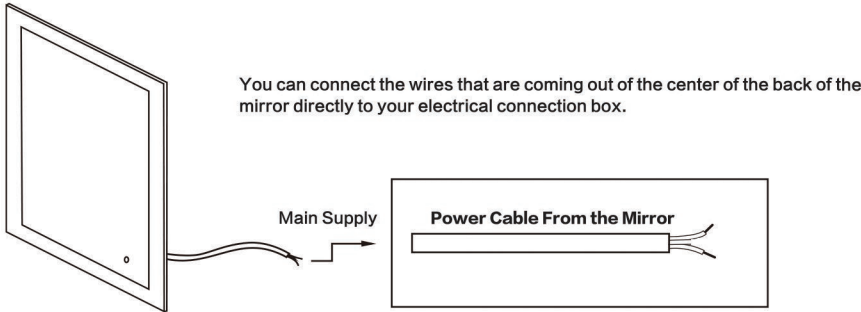 You can connect the wires that are coming out of the center of the back of the
mirror directly to your electrical connection box.
Main Supply
Power Cable From the Mirror